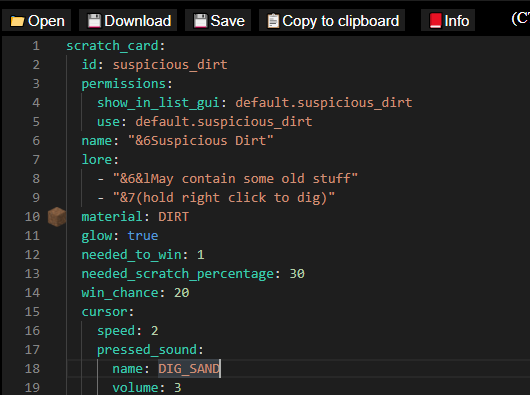 Open Download Save Copy to clipboard Info (C
1 scratch_card:
2 id: suspicious_dirt
3 permissions:
4 show_in_list_gui: default.suspicious_dirt
5 use: default.suspicious_dirt
6 name: "&6Suspicious Dirt"
7 lore:
8 - "&6&lMay contain some old stuff"
9 - "&7(hold right click to dig)"
10 material: DIRT
11 glow: true
12 needed_to_win: 1
13 needed_scratch_percentage: 30
14 win_chance: 20
15 cursor:
16 speed: 2
17 pressed_sound:
18 name: DIG_SAND
19 volume: 3